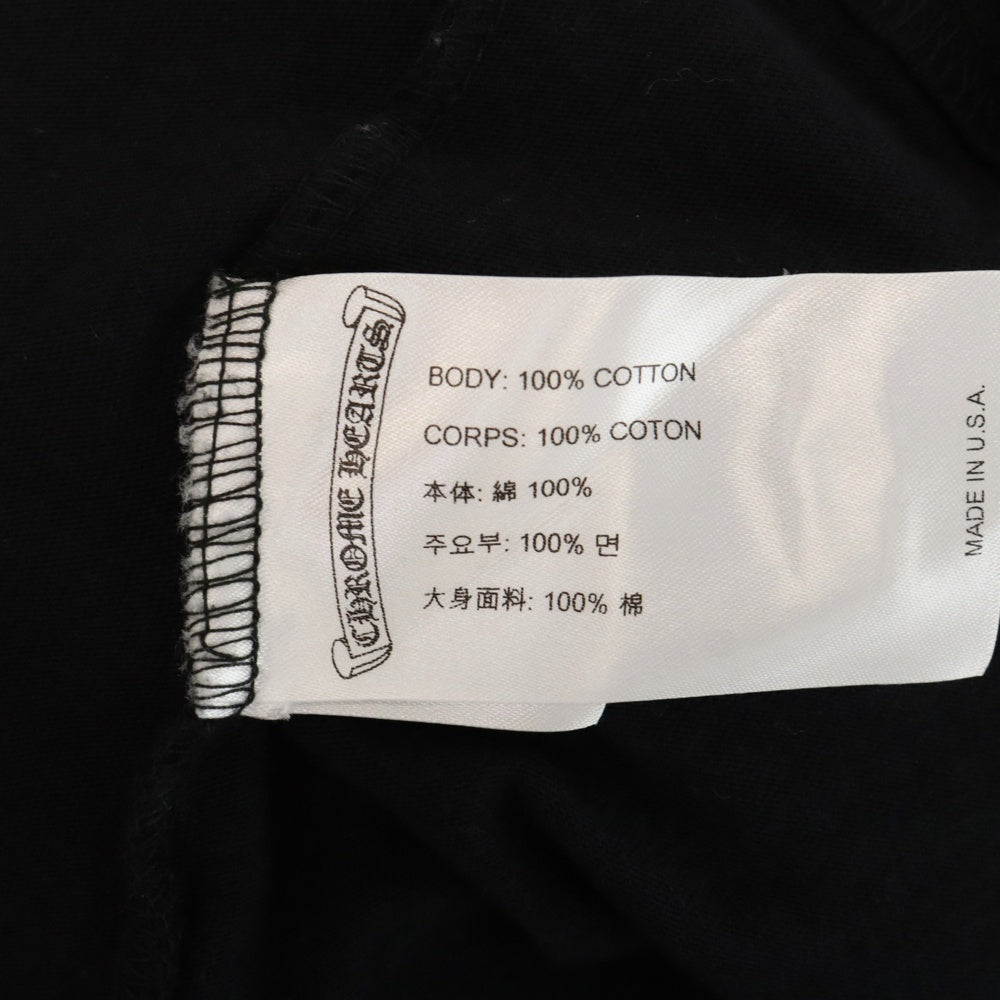 CHROME HEARTS
BODY: 100% COTTON
CORPS: 100% COTON
本体: 綿 100%
주요부: 100% 면
大身面料: 100% 棉
MADE IN U.S.A.